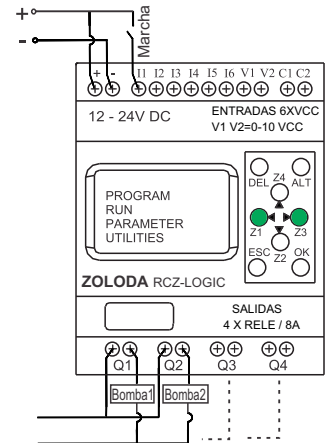 +
Marcha
-
+ - I1 I2 I3 I4 I5 I6 V1 V2 C1 C2
12 - 24V DC
ENTRADAS 6XVCC
V1 V2=0-10 VCC
PROGRAM
RUN
PARAMETER
UTILITIES
DEL Z4 ALT
Z1 Z3
ESC Z2 OK
ZOLODA RCZ-LOGIC
SALIDAS
4 X RELE / 8A
Q1 Q2 Q3 Q4
Bomba1 Bomba2